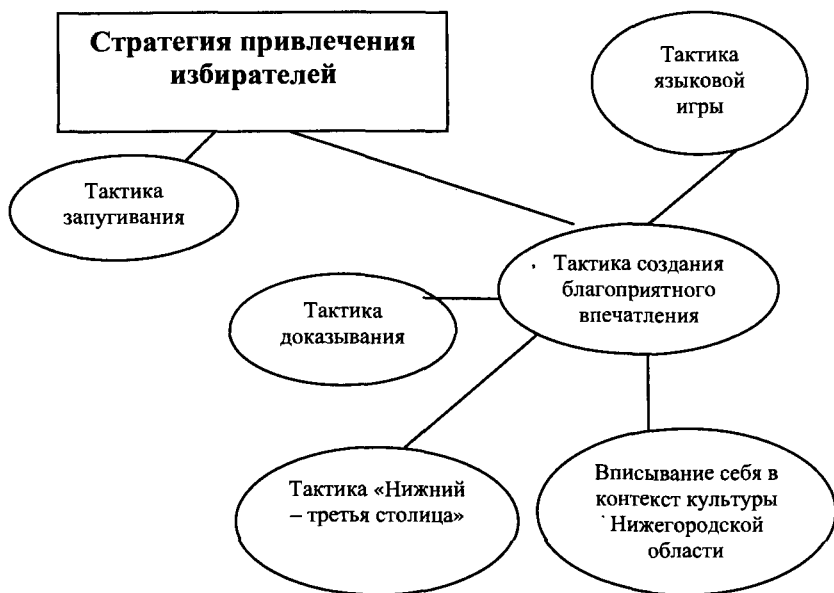 Стратегия привлечения
избирателей
Тактика
языковой
игры
Тактика
запугивания
Тактика создания
благоприятного
впечатления
Тактика
доказывания
Тактика «Нижний
– третья столица»
Вписывание себя в
контекст культуры
Нижегородской
области